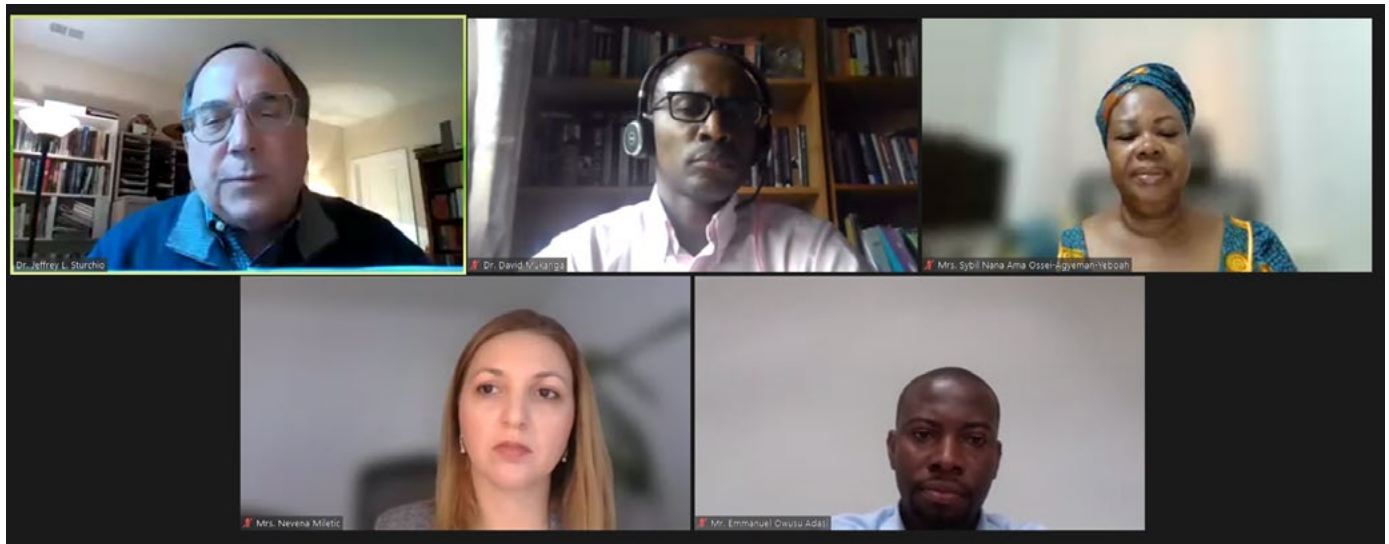 Dr. Jeffrey L. Sturchio
Dr. David Mukanga
Mrs. Sybil Nana Ama Ossei-Agyeman-Yeboah
Mrs. Nevena Miletic
Mr. Emmanuel Owusu Adasi